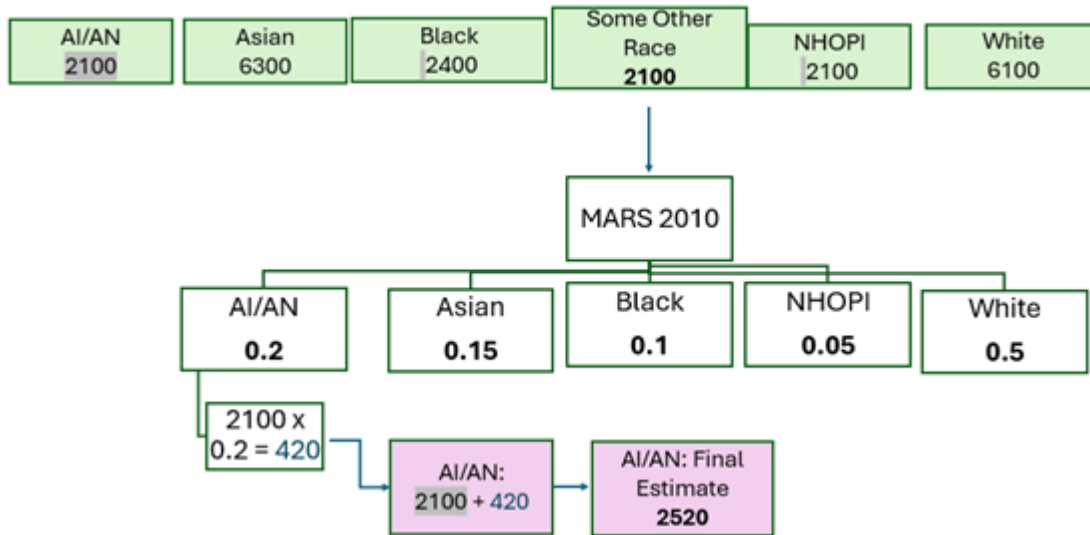 AI/AN
2100
Asian
6300
Black
2400
Some Other
Race
2100
NHOPI
2100
White
6100
MARS 2010
AI/AN
0.2
Asian
0.15
Black
0.1
NHOPI
0.05
White
0.5
2100 x
0.2 = 420
AI/AN:
2100 + 420
AI/AN: Final
Estimate
2520